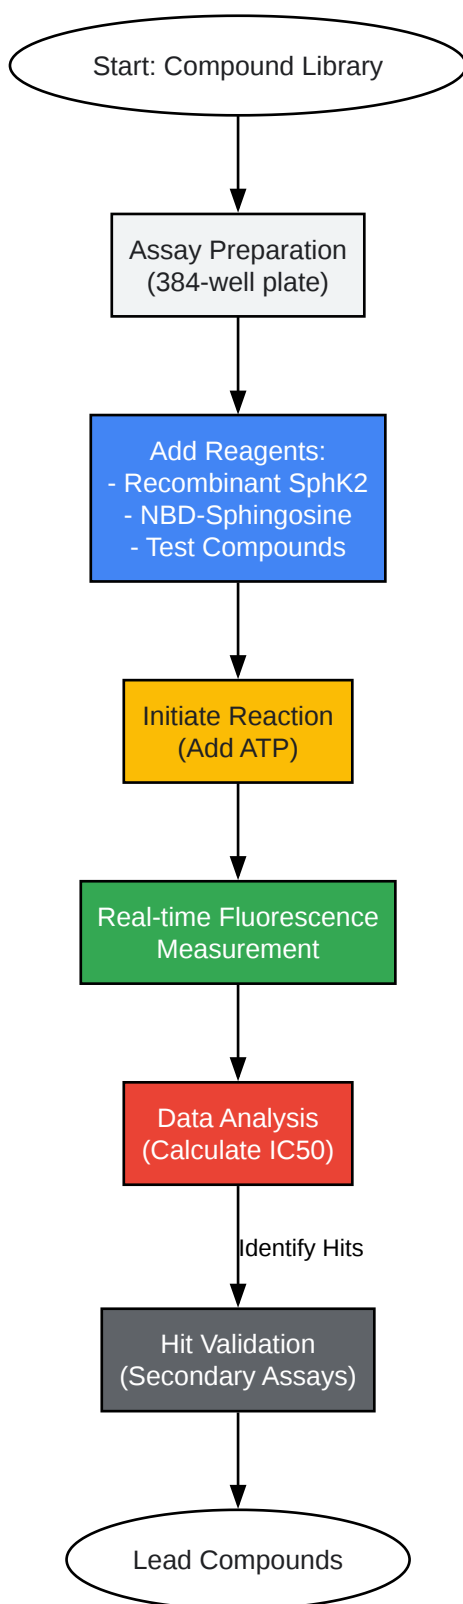 Start: Compound Library
Assay Preparation
(384-well plate)
Add Reagents:
- Recombinant SphK2
- NBD-Sphingosine
- Test Compounds
Initiate Reaction
(Add ATP)
Real-time Fluorescence
Measurement
Data Analysis
(Calculate IC50)
Identify Hits
Hit Validation
(Secondary Assays)
Lead Compounds